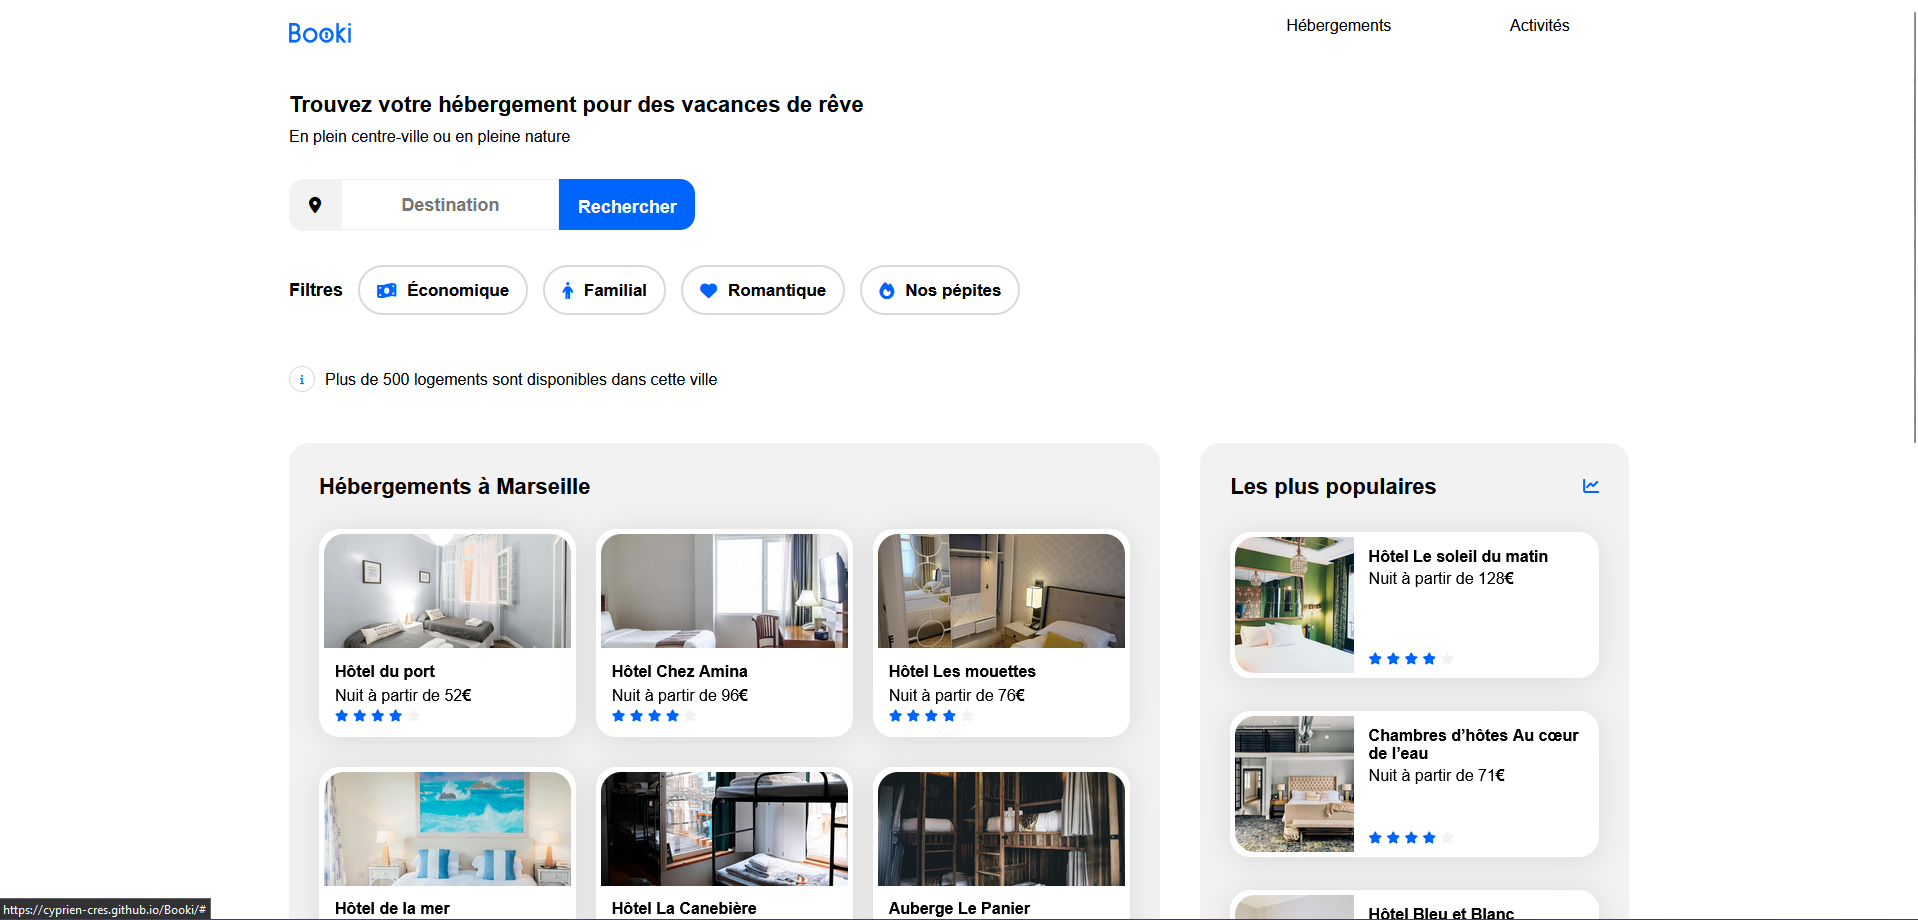 Booki
Hébergements
Activités
Trouvez votre hébergement pour des vacances de rêve
En plein centre-ville ou en pleine nature
Destination
Rechercher
Filtres
Économique
Familial
Romantique
Nos pépites
Plus de 500 logements sont disponibles dans cette ville
Hébergements à Marseille
Hôtel du port
Nuit à partir de 52€
Hôtel Chez Amina
Nuit à partir de 96€
Hôtel Les mouettes
Nuit à partir de 76€
Hôtel de la mer
Hôtel La Canebière
Auberge Le Panier
Les plus populaires
Hôtel Le soleil du matin
Nuit à partir de 128€
Chambres d’hôtes Au cœur
de l’eau
Nuit à partir de 71€
Hôtel Bleu et Blanc
https://cyprien-cres.github.io/Booki/#